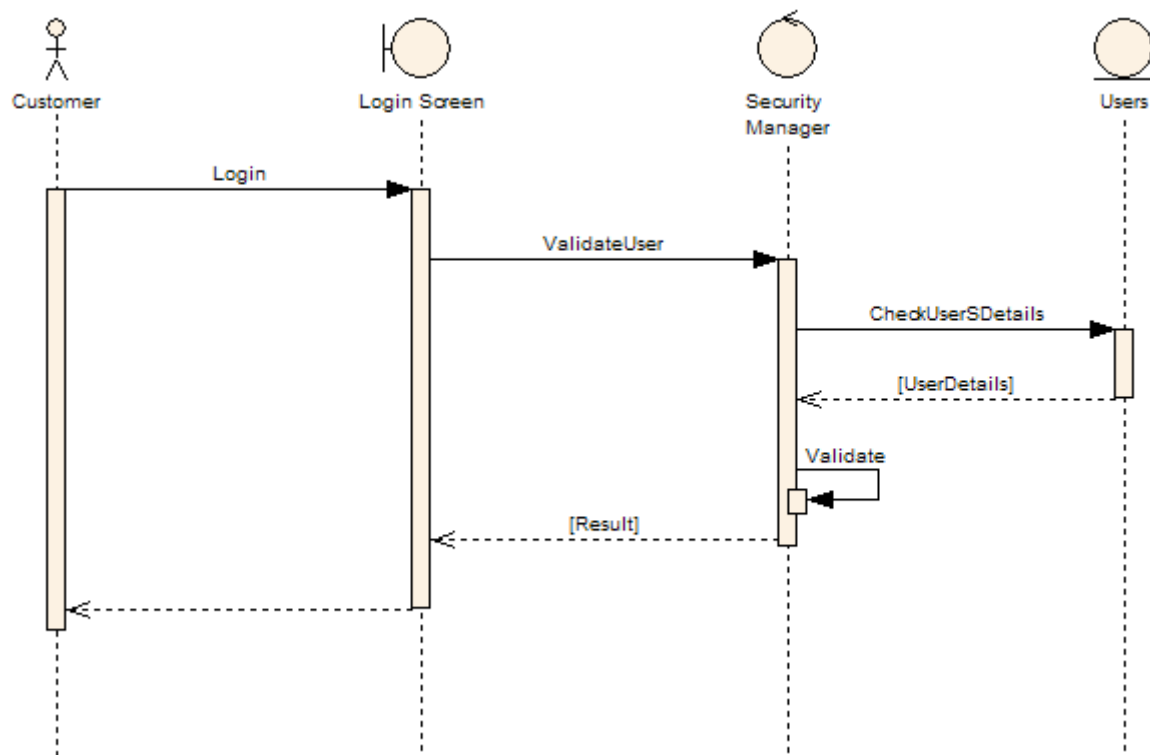 Customer
Login Screen
Security
Manager
Users
Login
ValidateUser
CheckUserSDetails
[UserDetails]
Validate
[Result]